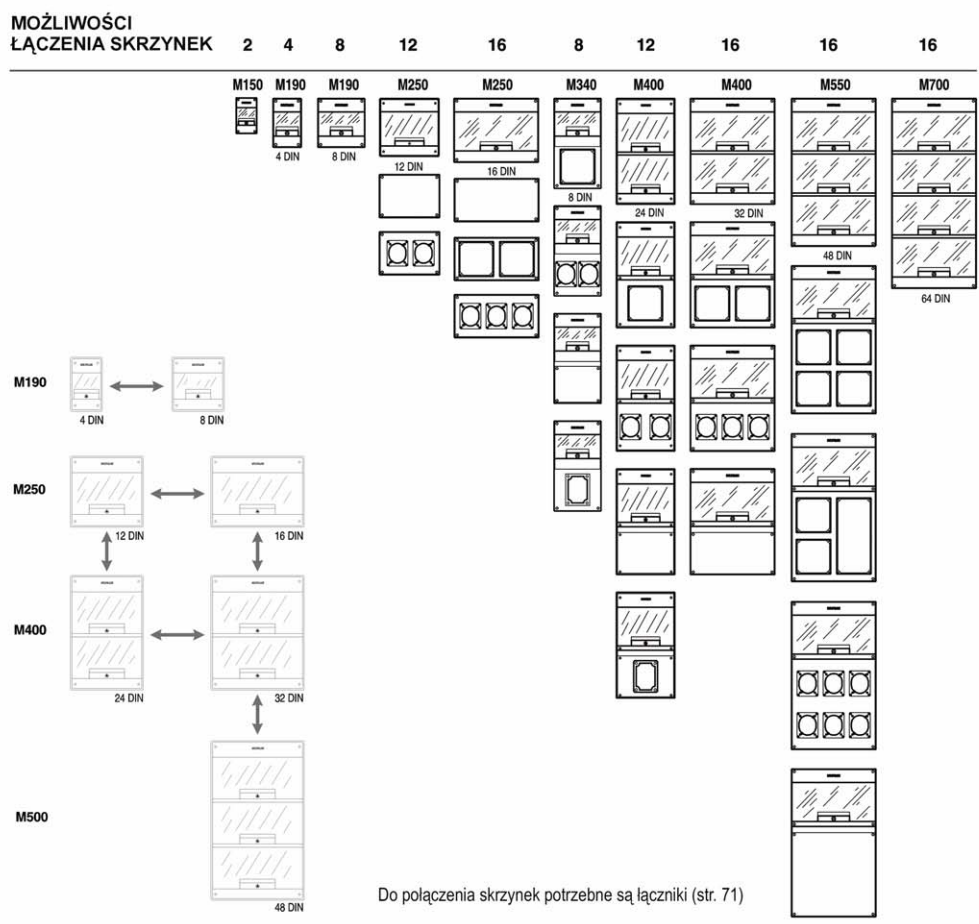 MOŻLIWOŚCI
ŁĄCZENIA SKRZYNEK 2 4 8 12 16 8 12 16 16 16
M150 M190 M190 M250 M250 M340 M400 M400 M550 M700
4 DIN 8 DIN 12 DIN 16 DIN 8 DIN 24 DIN 32 DIN 48 DIN 64 DIN
M190
4 DIN 8 DIN
M250
12 DIN 16 DIN
M400
24 DIN 32 DIN
M500
48 DIN
Do połączenia skrzynek potrzebne są łączniki (str. 71)